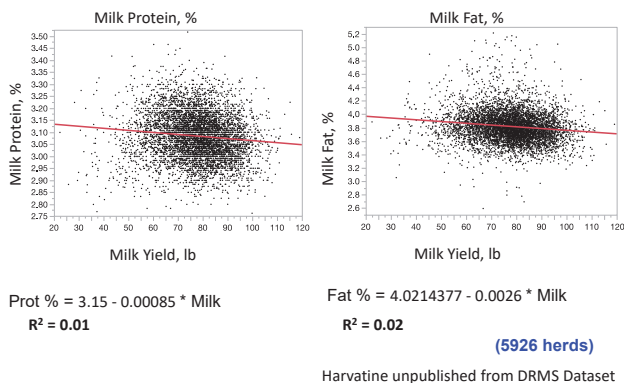 Milk Protein, %
Milk Protein, %
3.50
3.45
3.40
3.35
3.30
3.25
3.20
3.15
3.10
3.05
3.00
2.95
2.90
2.85
2.80
2.75
20 30 40 50 60 70 80 90 100 110 120
Milk Yield, lb
Prot % = 3.15 - 0.00085 * Milk
R² = 0.01
Milk Fat, %
Milk Fat, %
5.2
5.0
4.8
4.6
4.4
4.2
4.0
3.8
3.6
3.4
3.2
3.0
2.8
2.6
20 30 40 50 60 70 80 90 100 110 120
Milk Yield, lb
Fat % = 4.0214377 - 0.0026 * Milk
R² = 0.02
(5926 herds)
Harvatine unpublished from DRMS Dataset